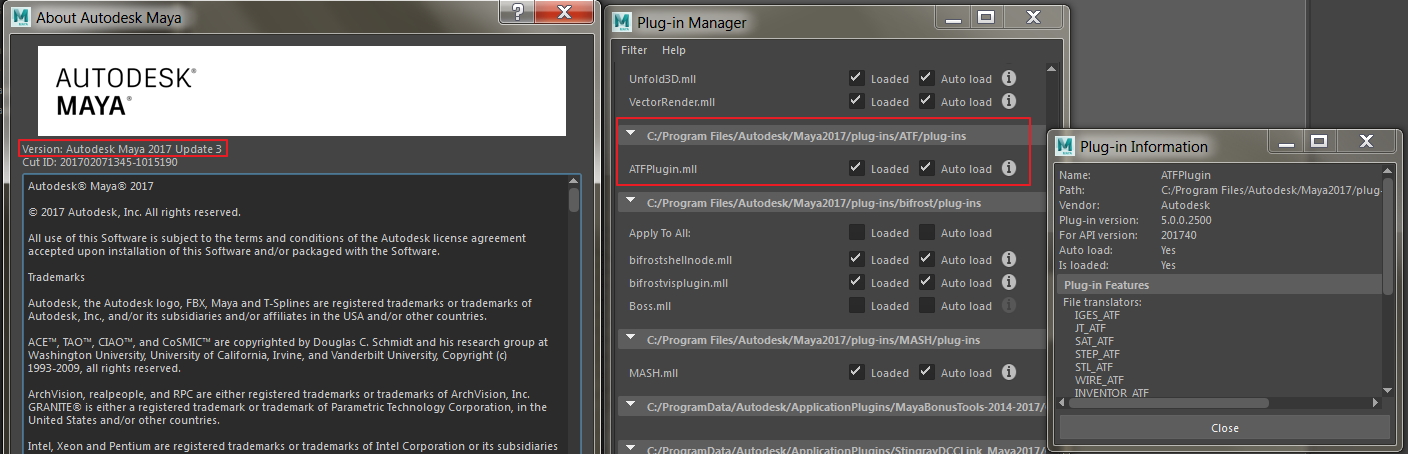 About Autodesk Maya
AUTODESK®
MAYA®
Version: Autodesk Maya 2017 Update 3
Cut ID: 201702071345-1015190
Autodesk® Maya® 2017
© 2017 Autodesk, Inc. All rights reserved.
All use of this Software is subject to the terms and conditions of the Autodesk license agreement
accepted upon installation of this Software and/or packaged with the Software.
Trademarks
Autodesk, the Autodesk logo, FBX, Maya and T-Splines are registered trademarks or trademarks of
Autodesk, Inc., and/or its subsidiaries and/or affiliates in the USA and/or other countries.
ACE™, TAO™, CIAO™, and CoSMIC™ are copyrighted by Douglas C. Schmidt and his research group at
Washington University, University of California, Irvine, and Vanderbilt University, Copyright (c)
1993-2009, all rights reserved.
ArchVision, realpeople, and RPC are either registered trademarks or trademarks of ArchVision, Inc.
GRANITE® is either a registered trademark or trademark of Parametric Technology Corporation, in the
United States and/or other countries.
Intel, Xeon and Pentium are registered trademarks or trademarks of Intel Corporation or its subsidiaries
Plug-in Manager
Filter Help
Unfold3D.mll Loaded Auto load
VectorRender.mll Loaded Auto load
C:/Program Files/Autodesk/Maya2017/plug-ins/ATF/plug-ins
ATFPlugin.mll Loaded Auto load
C:/Program Files/Autodesk/Maya2017/plug-ins/bifrost/plug-ins
Apply To All: Loaded Auto load
bifrostshellnode.mll Loaded Auto load
bifrostvisplugin.mll Loaded Auto load
Boss.mll Loaded Auto load
C:/Program Files/Autodesk/Maya2017/plug-ins/MASH/plug-ins
MASH.mll Loaded Auto load
C:/ProgramData/Autodesk/ApplicationPlugins/MayaBonusTools-2014-2017/
C:/ProgramData/Autodesk/ApplicationPlugins/StingrayDCCLink_Maya2017/
Plug-in Information
Name: ATFPlugin
Path: C:/Program Files/Autodesk/Maya2017/plug-
Vendor: Autodesk
Plug-in version: 5.0.0.2500
For API version: 201740
Auto load: Yes
Is loaded: Yes
Plug-in Features
File translators:
IGES_ATF
JT_ATF
SAT_ATF
STEP_ATF
STL_ATF
WIRE_ATF
INVENTOR_ATF
Close